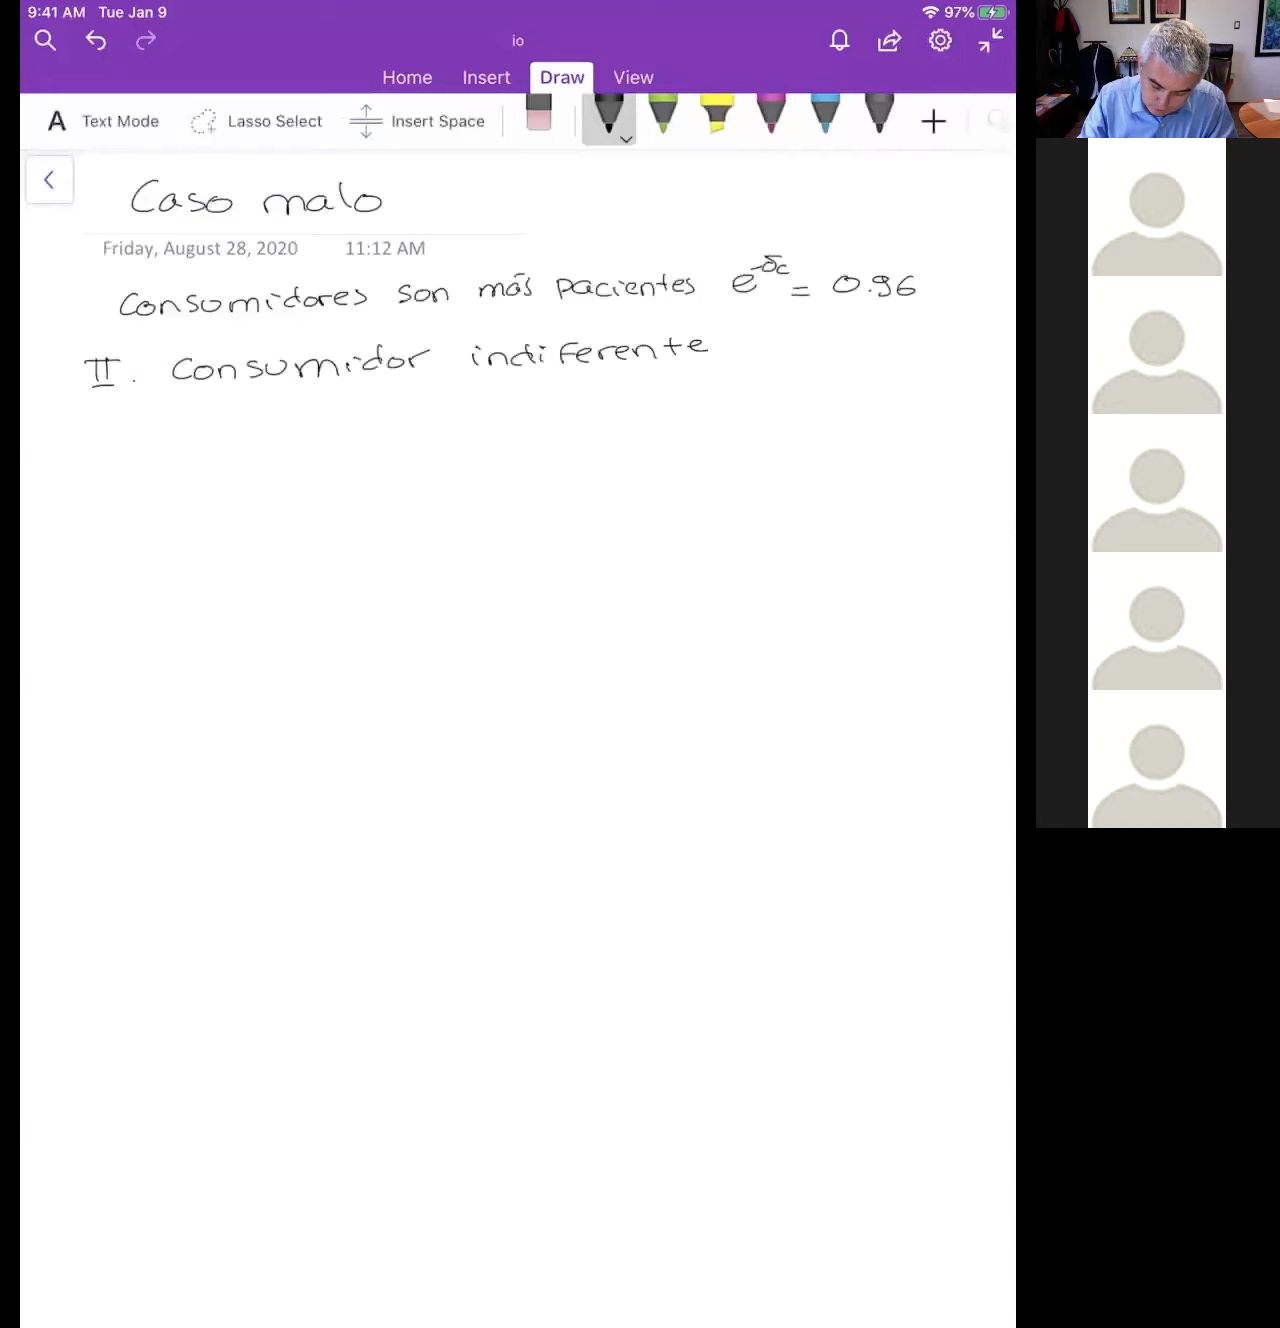 9:41 AM Tue Jan 9 97%
io
Home Insert Draw View
A Text Mode Lasso Select Insert Space
Caso malo
Friday, August 28, 2020 11:12 AM
Consumidores son más pacientes e^-δc = 0.96
II. Consumidor indiferente